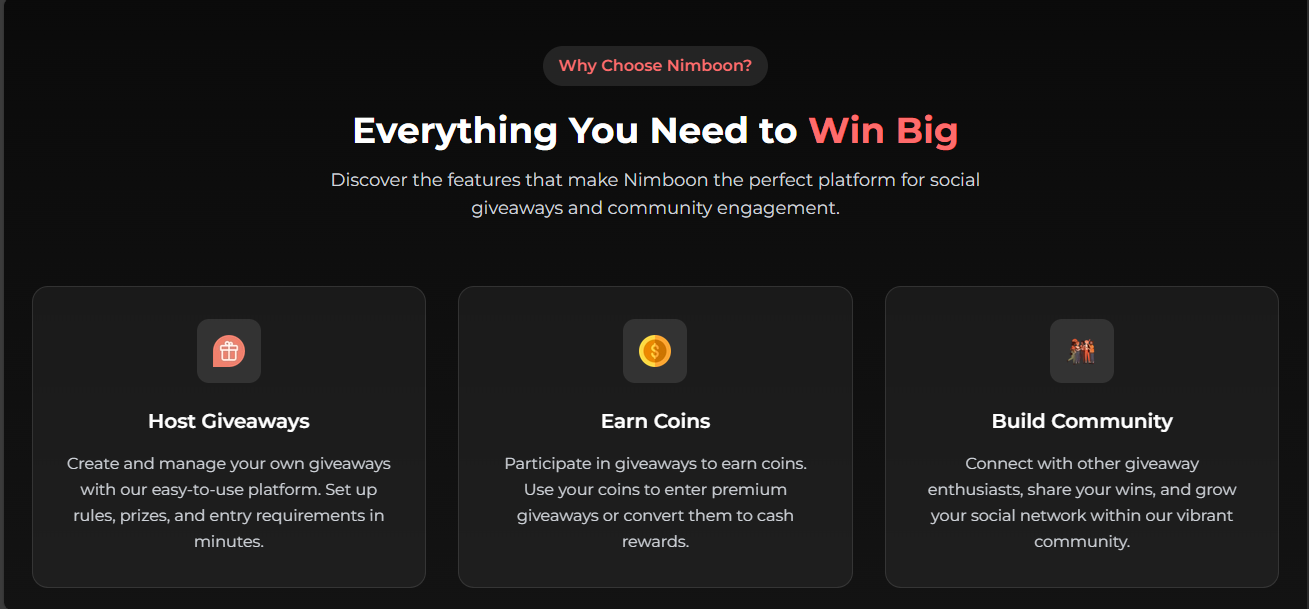 Why Choose Nimboon?
Everything You Need to Win Big
Discover the features that make Nimboon the perfect platform for social
giveaways and community engagement.
Host Giveaways
Create and manage your own giveaways
with our easy-to-use platform. Set up
rules, prizes, and entry requirements in
minutes.
Earn Coins
Participate in giveaways to earn coins.
Use your coins to enter premium
giveaways or convert them to cash
rewards.
Build Community
Connect with other giveaway
enthusiasts, share your wins, and grow
your social network within our vibrant
community.